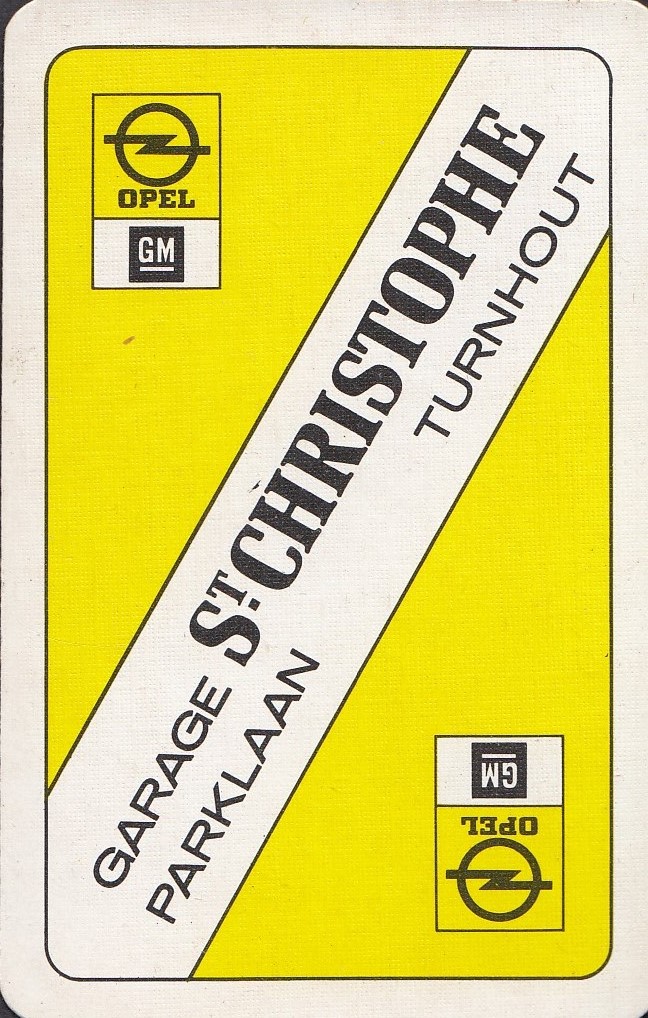 OPEL
GM
GARAGE ST. CHRISTOPHE
PARKLAAN TURNHOUT
GM
OPEL